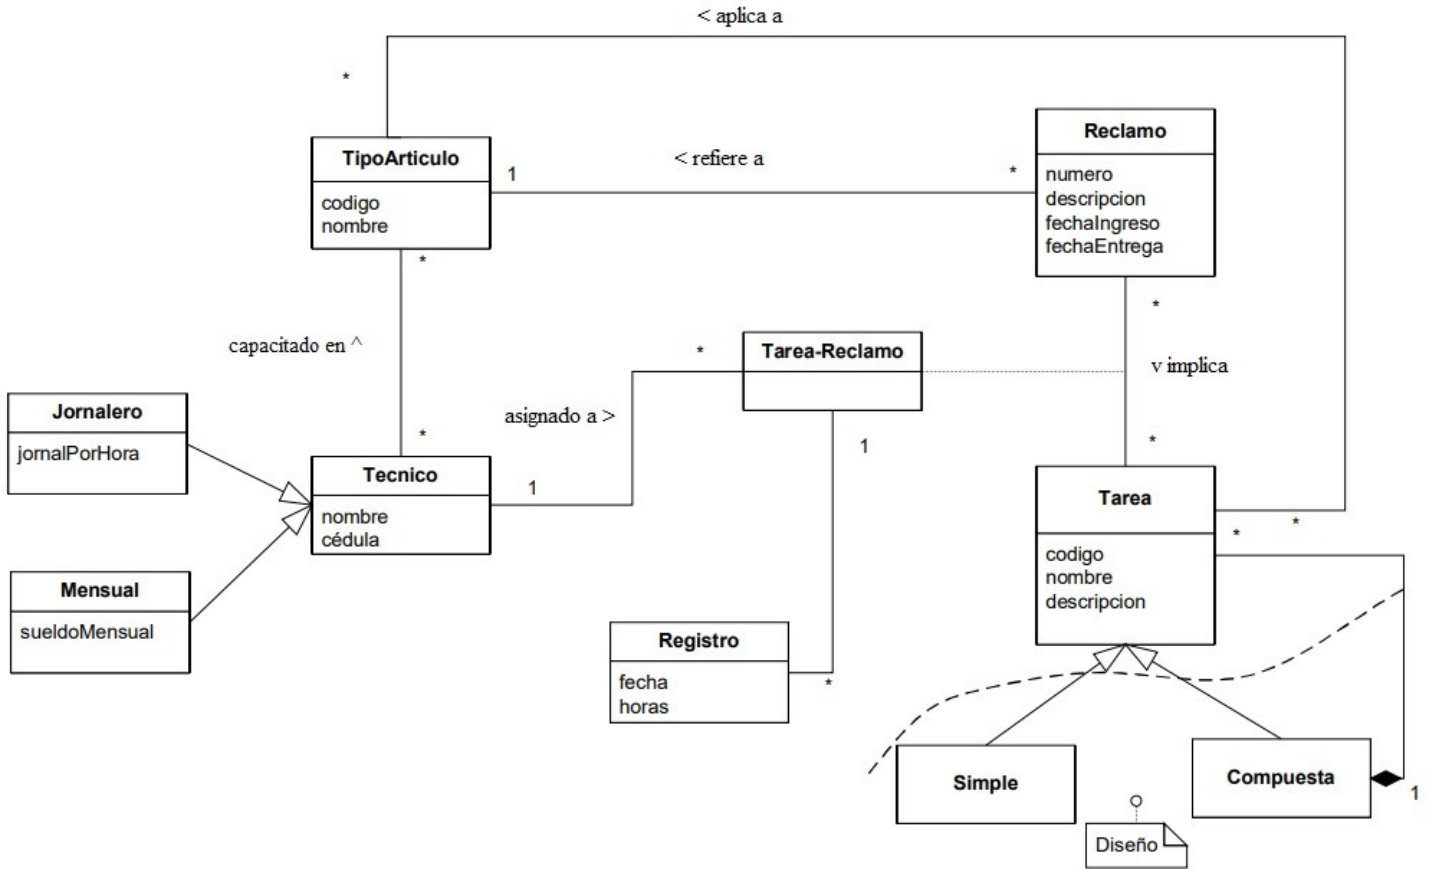 < aplica a
*
TipoArticulo
codigo
nombre
1
< refiere a
*
Reclamo
numero
descripcion
fechaIngreso
fechaEntrega
*
*
capacitado en ^
*
Tarea-Reclamo
v implica
Jornalero
jornalPorHora
asignado a >
*
1
*
Tecnico
nombre
cédula
1
Tarea
codigo
nombre
descripcion
*
*
Mensual
sueldoMensual
Registro
fecha
horas
*
Simple
Compuesta
1
Diseño